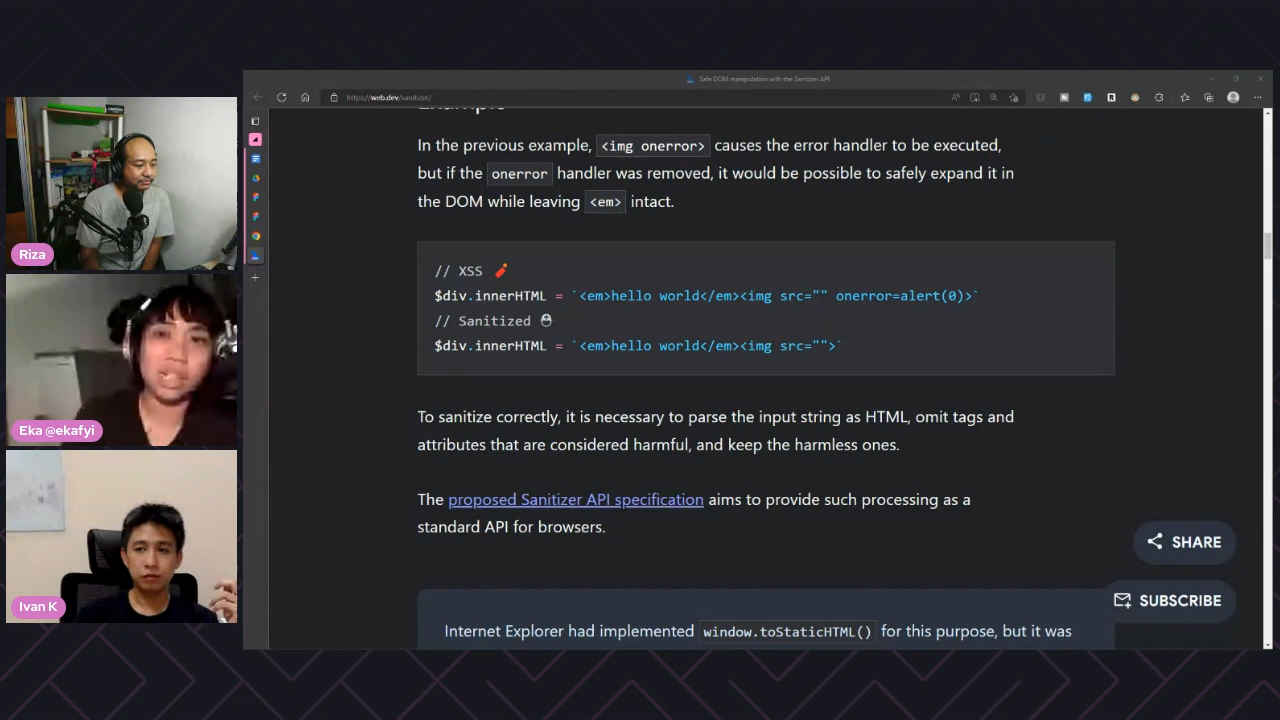 Safe DOM manipulation with the Sanitizer API
https://web.dev/sanitizer/
Example
In the previous example, <img onerror> causes the error handler to be executed,
but if the onerror handler was removed, it would be possible to safely expand it in
the DOM while leaving <em> intact.
// XSS 🧨
$div.innerHTML = `<em>hello world</em><img src="" onerror=alert(0)>`
// Sanitized ⛑
$div.innerHTML = `<em>hello world</em><img src="">`
To sanitize correctly, it is necessary to parse the input string as HTML, omit tags and
attributes that are considered harmful, and keep the harmless ones.
The proposed Sanitizer API specification aims to provide such processing as a
standard API for browsers.
SHARE
SUBSCRIBE
Internet Explorer had implemented window.toStaticHTML() for this purpose, but it was
Riza
Eka @ekafyi
Ivan K